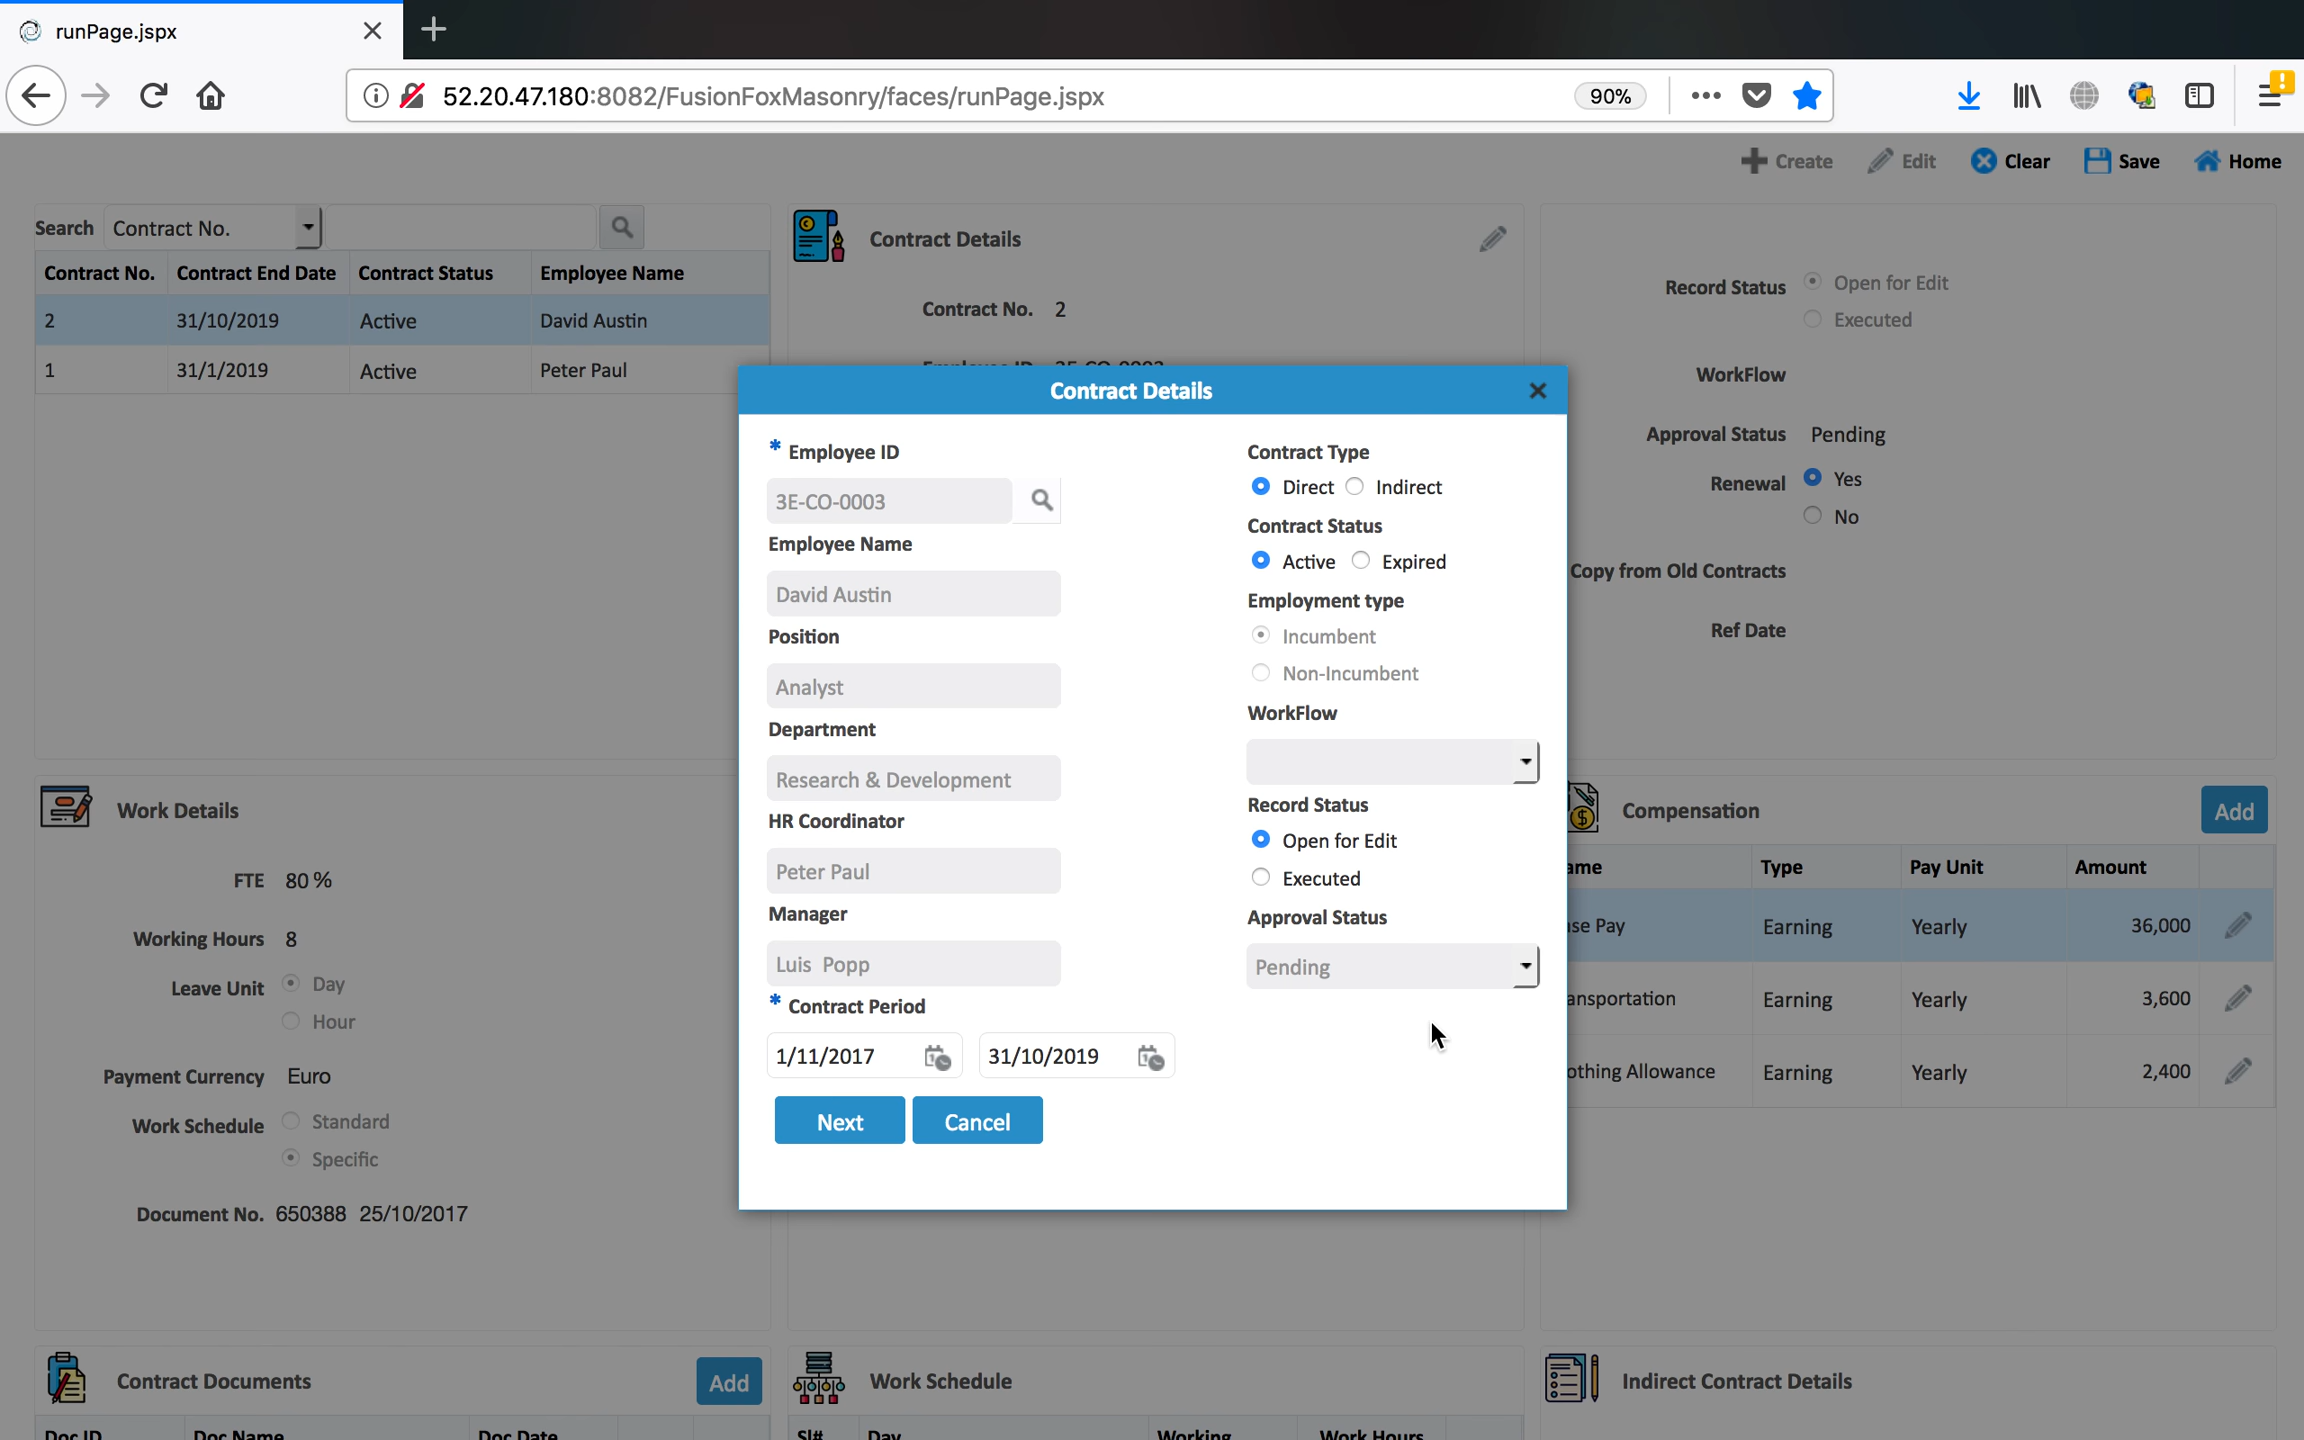 runPage.jspx
52.20.47.180:8082/FusionFoxMasonry/faces/runPage.jspx
90%
Create
Edit
Clear
Save
Home
Search
Contract No.
Contract No. Contract End Date Contract Status Employee Name
2 31/10/2019 Active David Austin
1 31/1/2019 Active Peter Paul
Contract Details
Contract No. 2
Record Status
Open for Edit
Executed
WorkFlow
Approval Status Pending
Renewal
Yes
No
Copy from Old Contracts
Ref Date
Contract Details
* Employee ID
3E-CO-0003
Employee Name
David Austin
Position
Analyst
Department
Research & Development
HR Coordinator
Peter Paul
Manager
Luis Popp
* Contract Period
1/11/2017 31/10/2019
Next Cancel
Contract Type
Direct Indirect
Contract Status
Active Expired
Employment type
Incumbent
Non-Incumbent
WorkFlow
Record Status
Open for Edit
Executed
Approval Status
Pending
Work Details
FTE 80 %
Working Hours 8
Leave Unit
Day
Hour
Payment Currency Euro
Work Schedule
Standard
Specific
Document No. 650388 25/10/2017
Compensation
Add
ame Type Pay Unit Amount
se Pay Earning Yearly 36,000
ansportation Earning Yearly 3,600
othing Allowance Earning Yearly 2,400
Contract Documents
Add
Doc ID Doc Name Doc Date
Work Schedule
Sl# Day Working Work Hours
Indirect Contract Details